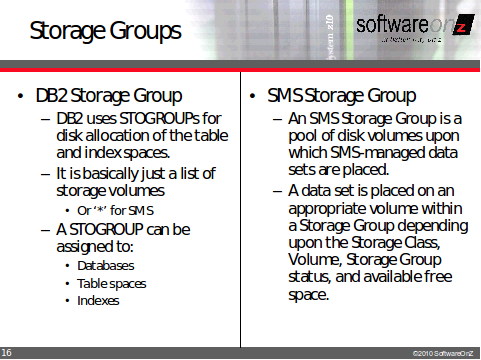 Storage Groups
system z10
softwareonz
• DB2 Storage Group
– DB2 uses STOGROUPs for
disk allocation of the table
and index spaces.
– It is basically just a list of
storage volumes
• Or '*' for SMS
– A STOGROUP can be
assigned to:
• Databases
• Table spaces
• Indexes
• SMS Storage Group
– An SMS Storage Group is a
pool of disk volumes upon
which SMS-managed data
sets are placed.
– A data set is placed on an
appropriate volume within
a Storage Group depending
upon the Storage Class,
Volume, Storage Group
status, and available free
space.
16
©2010 SoftwareOnZ